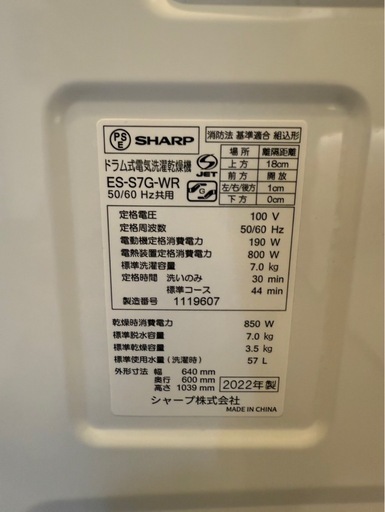 PS
E
SHARP
ドラム式電気洗濯乾燥機
ES-S7G-WR
50/60 Hz共用
S
JET
G
消防法 基準適合 組込形
場所 離隔距離
上方 18cm
前方 開放
左/右/後方 1cm
下方 0cm
定格電圧 100 V
定格周波数 50/60 Hz
電動機定格消費電力 190 W
電熱装置定格消費電力 800 W
標準洗濯容量 7.0 kg
定格時間 洗いのみ 30 min
標準コース 44 min
製造番号 1119607
乾燥時消費電力 850 W
標準脱水容量 7.0 kg
標準乾燥容量 3.5 kg
標準使用水量(洗濯時) 57 L
外形寸法 幅 640 mm
奥行 600 mm
高さ 1039 mm
2022年製
シャープ株式会社
MADE IN CHINA